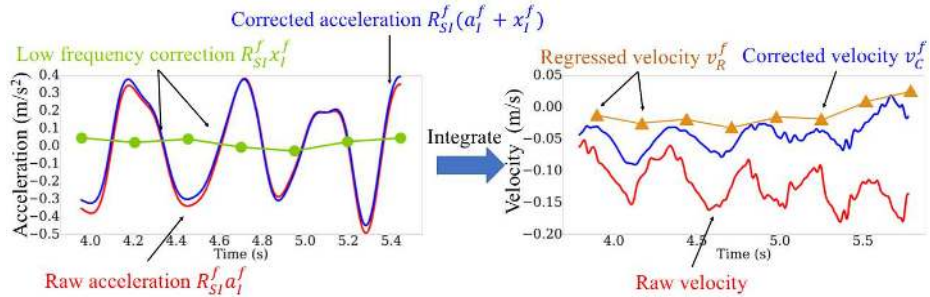 Corrected acceleration R_{SI}^f(a_I^f + x_I^f)
Low frequency correction R_{SI}^f x_I^f
Acceleration (m/s²)
0.4
0.3
0.2
0.1
0.0
-0.1
-0.2
-0.3
-0.4
-0.5
4.0 4.2 4.4 4.6 4.8 5.0 5.2 5.4
Time (s)
Raw acceleration R_{SI}^f a_I^f
Integrate
Regressed velocity v_R^f
Corrected velocity v_C^f
Velocity (m/s)
0.05
0.00
-0.05
-0.10
-0.15
-0.20
4.0 4.5 5.0 5.5
Time (s)
Raw velocity